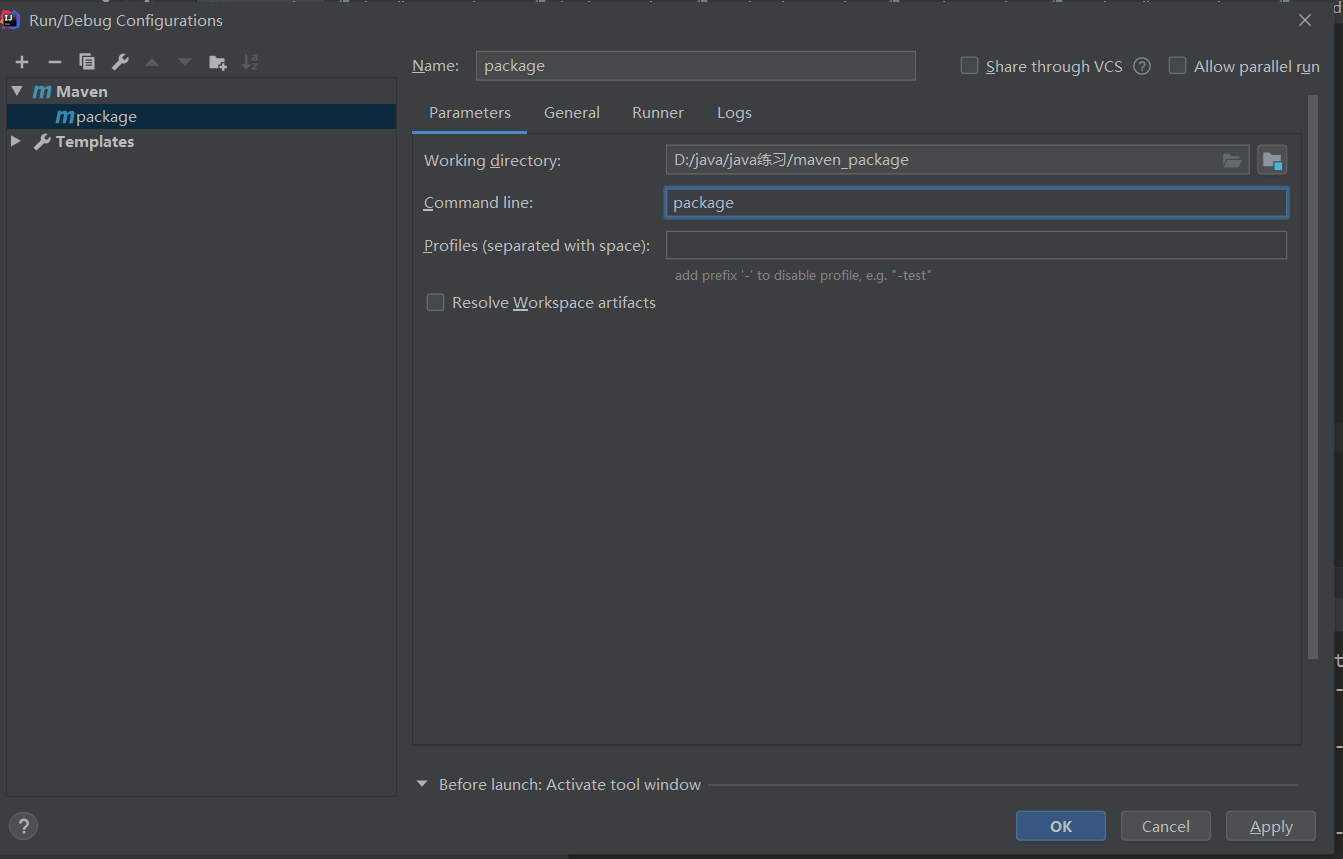 Run/Debug Configurations
Name: package
Share through VCS
Allow parallel run
Maven
package
Templates
Parameters General Runner Logs
Working directory: D:/java/java练习/maven_package
Command line: package
Profiles (separated with space):
add prefix '-' to disable profile, e.g. "-test"
Resolve Workspace artifacts
Before launch: Activate tool window
? OK Cancel Apply